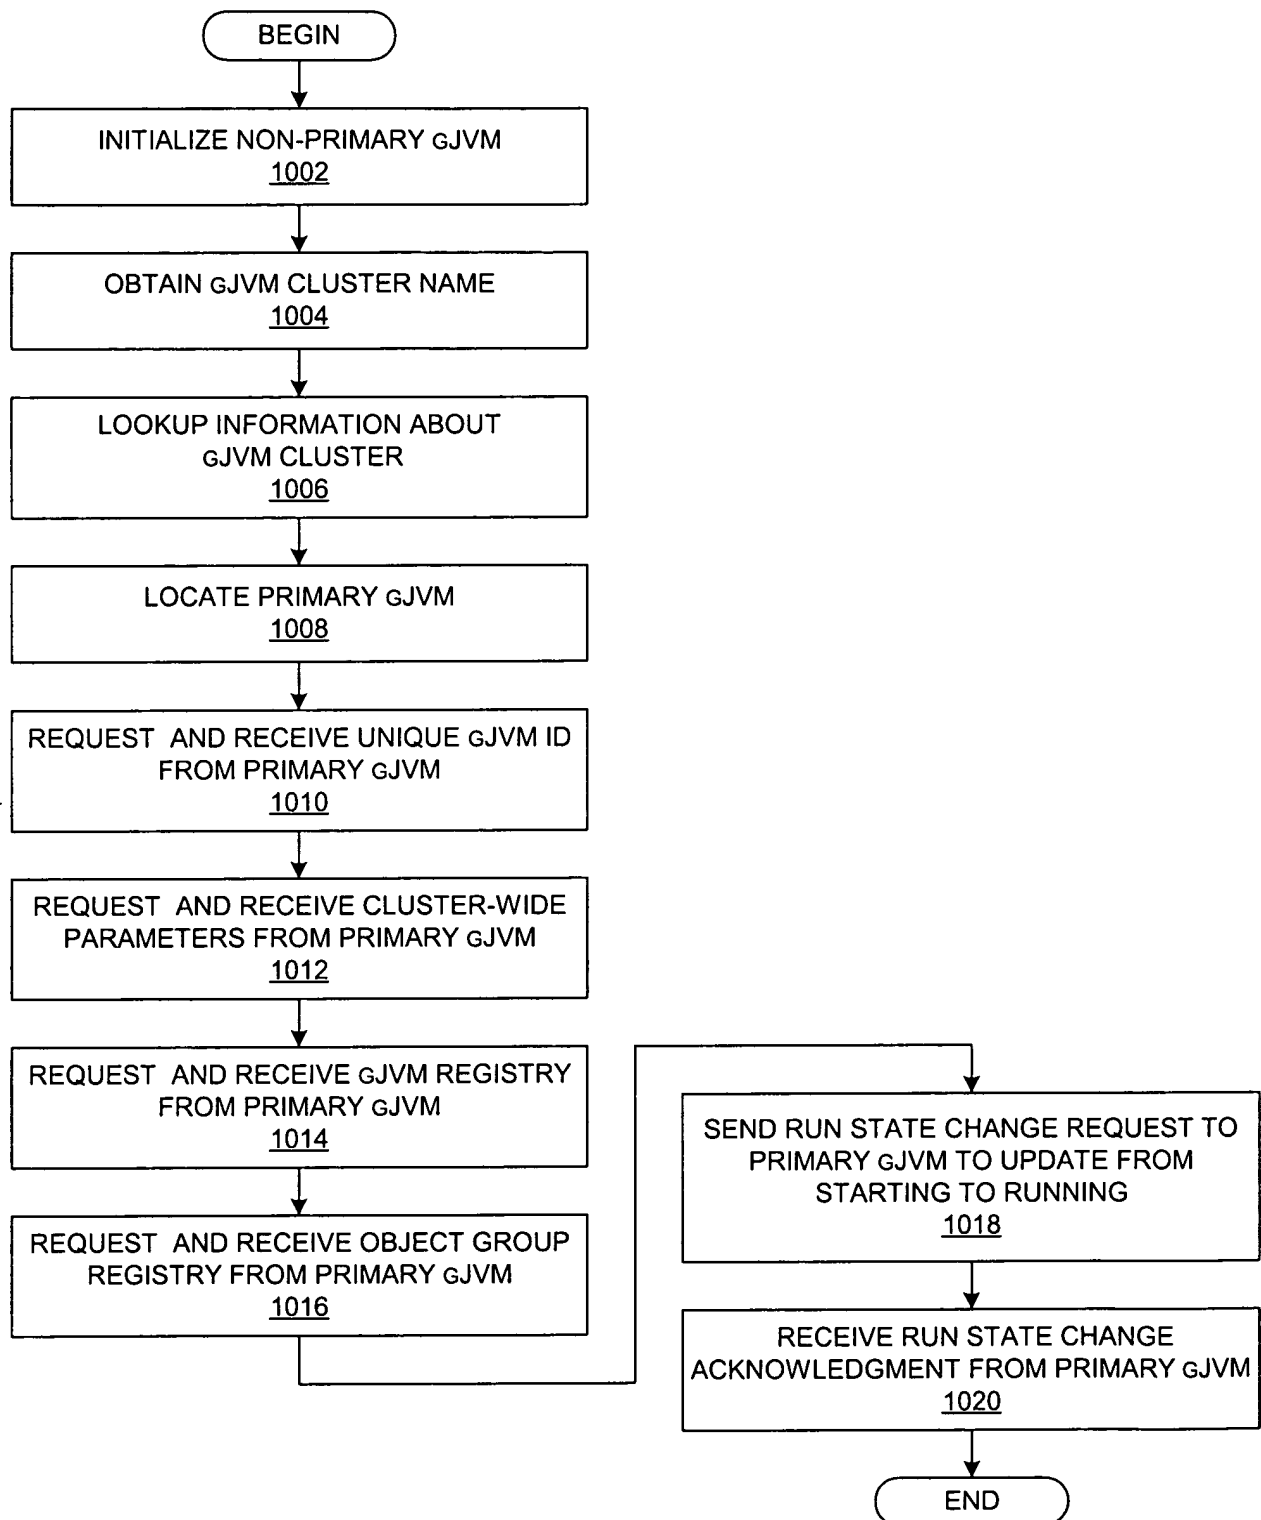 BEGIN
INITIALIZE NON-PRIMARY GJVM
1002
OBTAIN GJVM CLUSTER NAME
1004
LOOKUP INFORMATION ABOUT
GJVM CLUSTER
1006
LOCATE PRIMARY GJVM
1008
REQUEST AND RECEIVE UNIQUE GJVM ID
FROM PRIMARY GJVM
1010
REQUEST AND RECEIVE CLUSTER-WIDE
PARAMETERS FROM PRIMARY GJVM
1012
REQUEST AND RECEIVE GJVM REGISTRY
FROM PRIMARY GJVM
1014
REQUEST AND RECEIVE OBJECT GROUP
REGISTRY FROM PRIMARY GJVM
1016
SEND RUN STATE CHANGE REQUEST TO
PRIMARY GJVM TO UPDATE FROM
STARTING TO RUNNING
1018
RECEIVE RUN STATE CHANGE
ACKNOWLEDGMENT FROM PRIMARY GJVM
1020
END